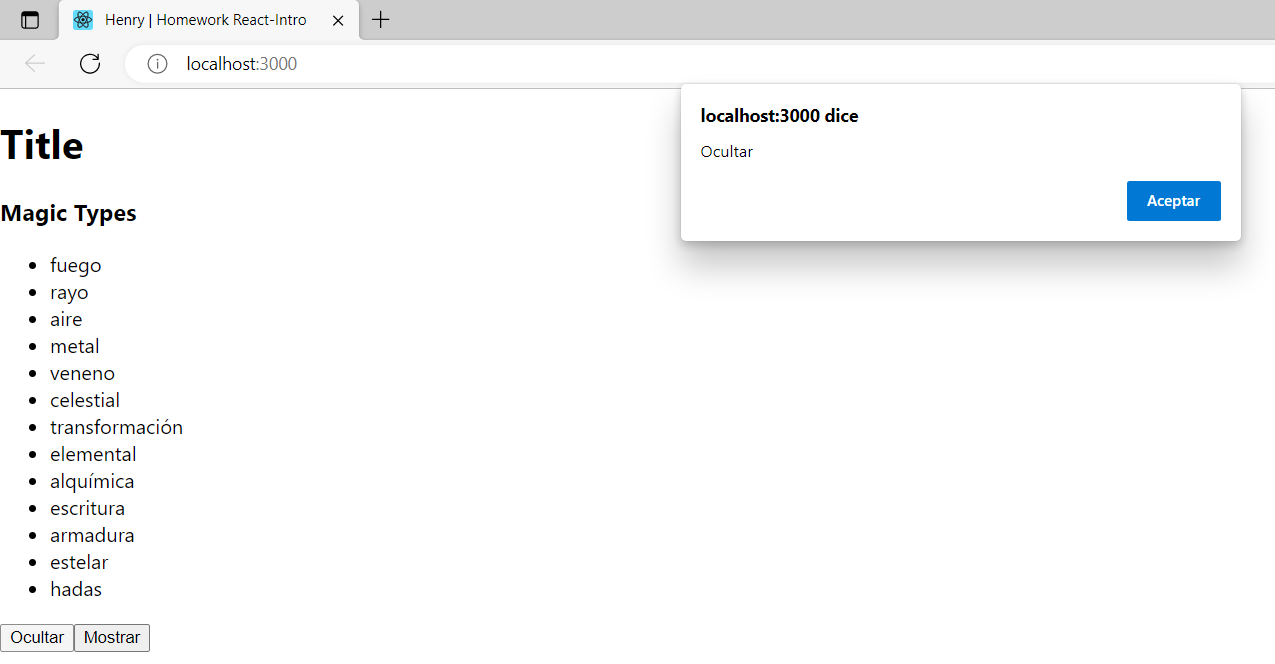 Henry | Homework React-Intro
localhost:3000
localhost:3000 dice
Ocultar
Aceptar
Title
Magic Types
fuego
rayo
aire
metal
veneno
celestial
transformación
elemental
alquímica
escritura
armadura
estelar
hadas
Ocultar Mostrar